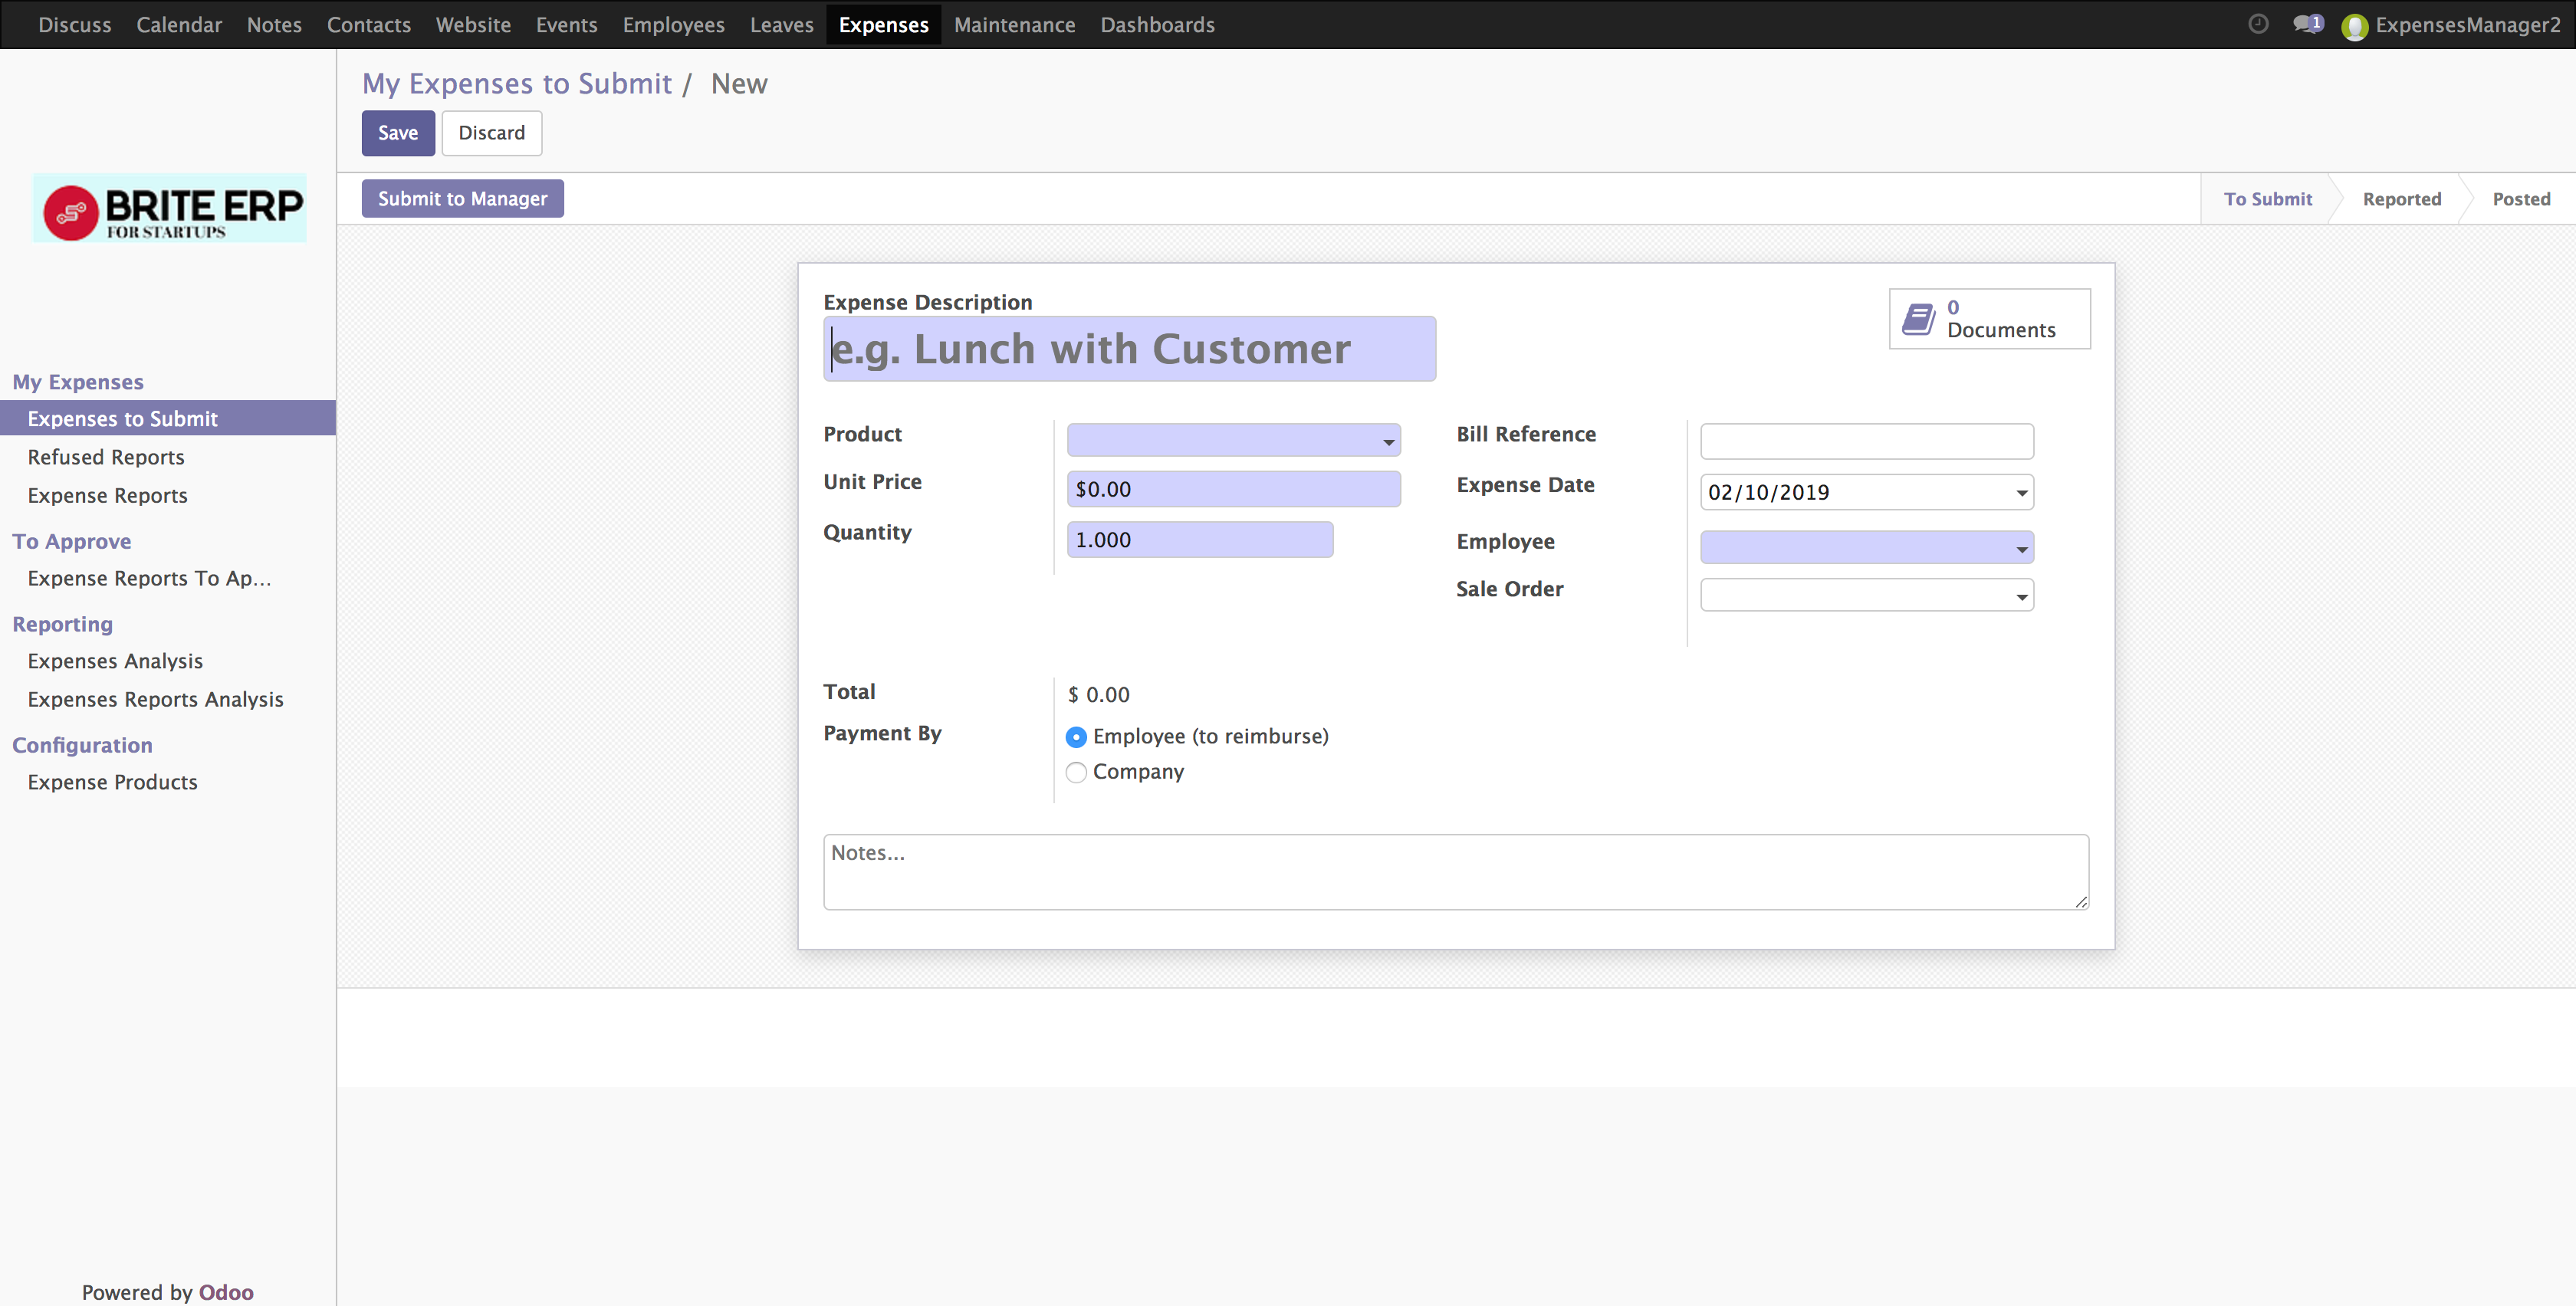 Discuss Calendar Notes Contacts Website Events Employees Leaves Expenses Maintenance Dashboards 1 ExpensesManager2
My Expenses to Submit / New
Save Discard
BRITE ERP
FOR STARTUPS
Submit to Manager To Submit Reported Posted
My Expenses
Expenses to Submit
Refused Reports
Expense Reports
To Approve
Expense Reports To Ap...
Reporting
Expenses Analysis
Expenses Reports Analysis
Configuration
Expense Products
Powered by Odoo
Expense Description
e.g. Lunch with Customer
0
Documents
Product
Unit Price $0.00
Quantity 1.000
Bill Reference
Expense Date 02/10/2019
Employee
Sale Order
Total $ 0.00
Payment By Employee (to reimburse)
Company
Notes...